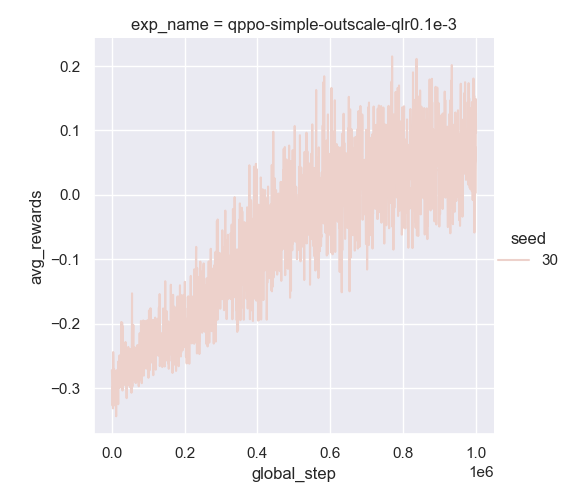 exp_name = qppo-simple-outscale-qlr0.1e-3
0.2
0.1
0.0
−0.1
−0.2
−0.3
avg_rewards
0.0 0.2 0.4 0.6 0.8 1.0
1e6
global_step
seed
30